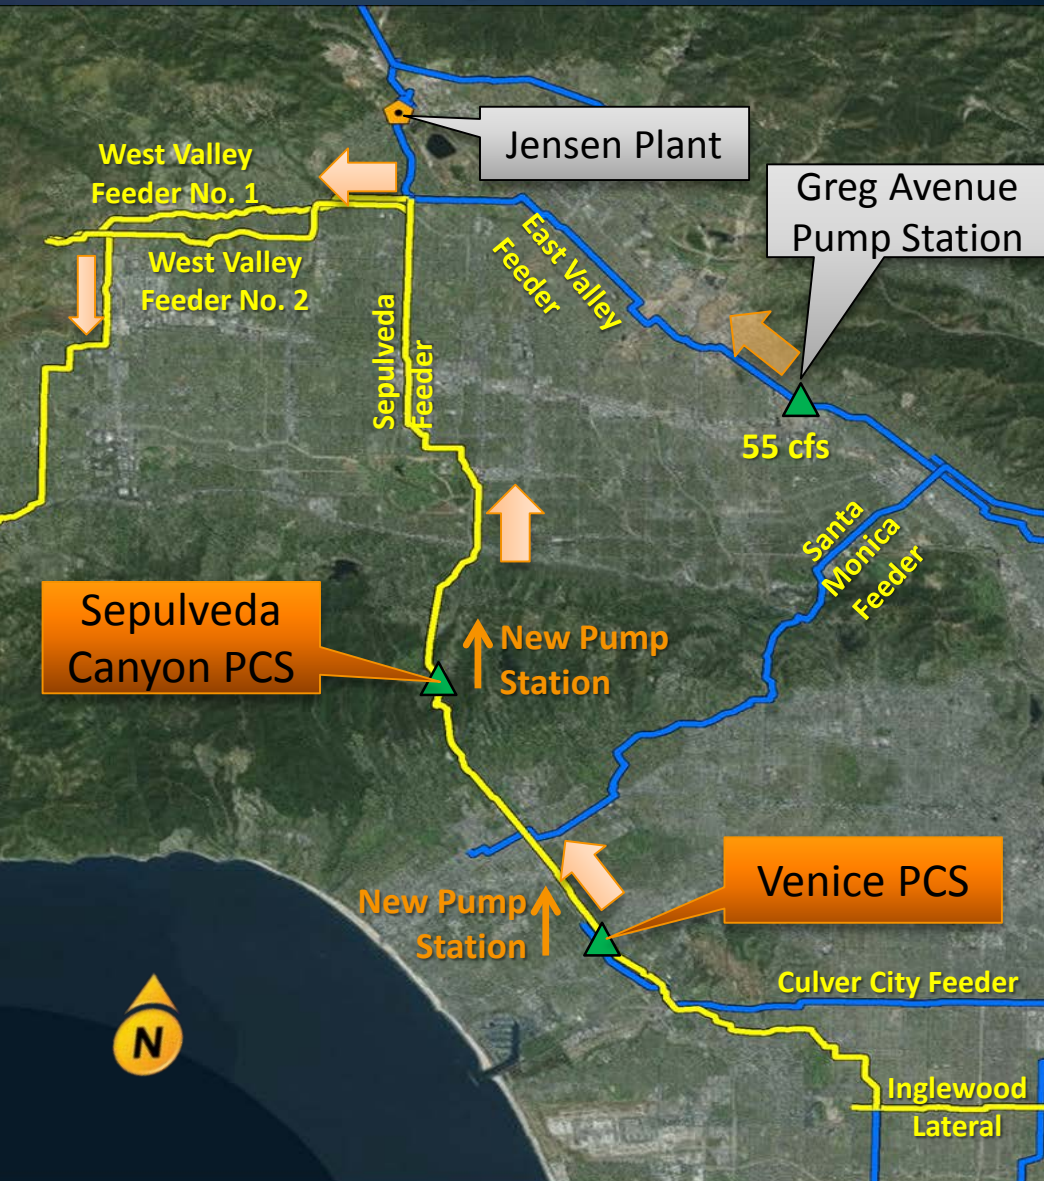 Jensen Plant
West Valley
Feeder No. 1
Greg Avenue
Pump Station
West Valley
Feeder No. 2
East Valley
Feeder
Sepulveda
Feeder
55 cfs
Santa
Monica
Feeder
Sepulveda
Canyon PCS
New Pump
Station
Venice PCS
New Pump
Station
Culver City Feeder
N
Inglewood
Lateral